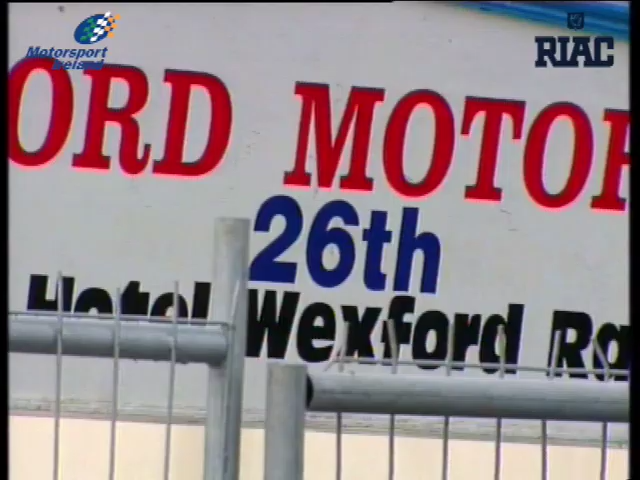 Motorsport
Ireland
RIAC
ORD MOTOR
26th
Hotel Wexford Ra